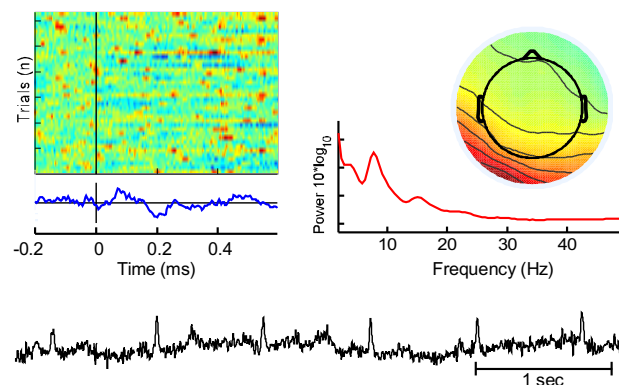 Trials (n)
-0.2 0 0.2 0.4
Time (ms)
Power 10*log10
10 20 30 40
Frequency (Hz)
1 sec